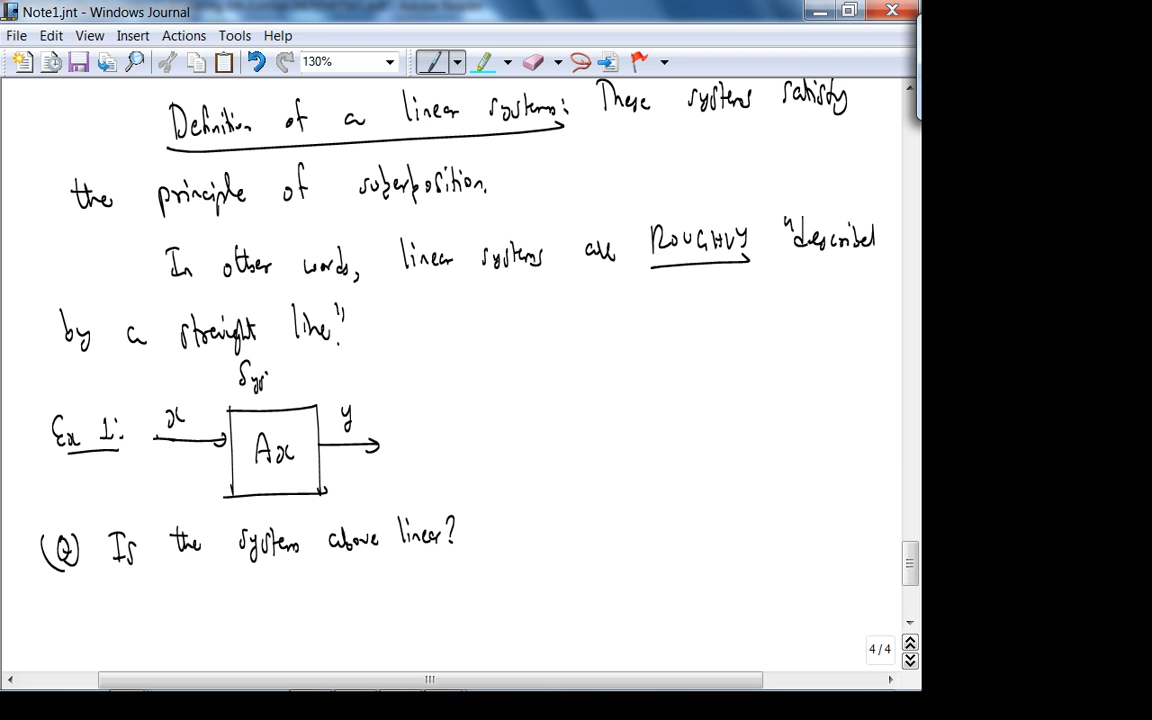 Note1.jnt - Windows Journal
File Edit View Insert Actions Tools Help
130%
Definition of a linear systems: These systems satisfy
the principle of superposition.
In other words, linear systems are ROUGHLY "described
by a straight line."
Sys.
Ex 1: x Ax y
(Q) Is the system above linear?
4 / 4